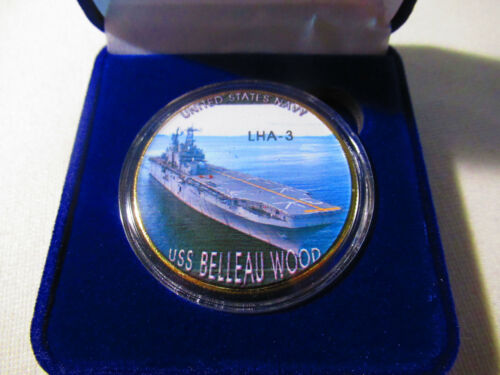 UNITED STATES NAVY
LHA-3
USS BELLEAU WOOD